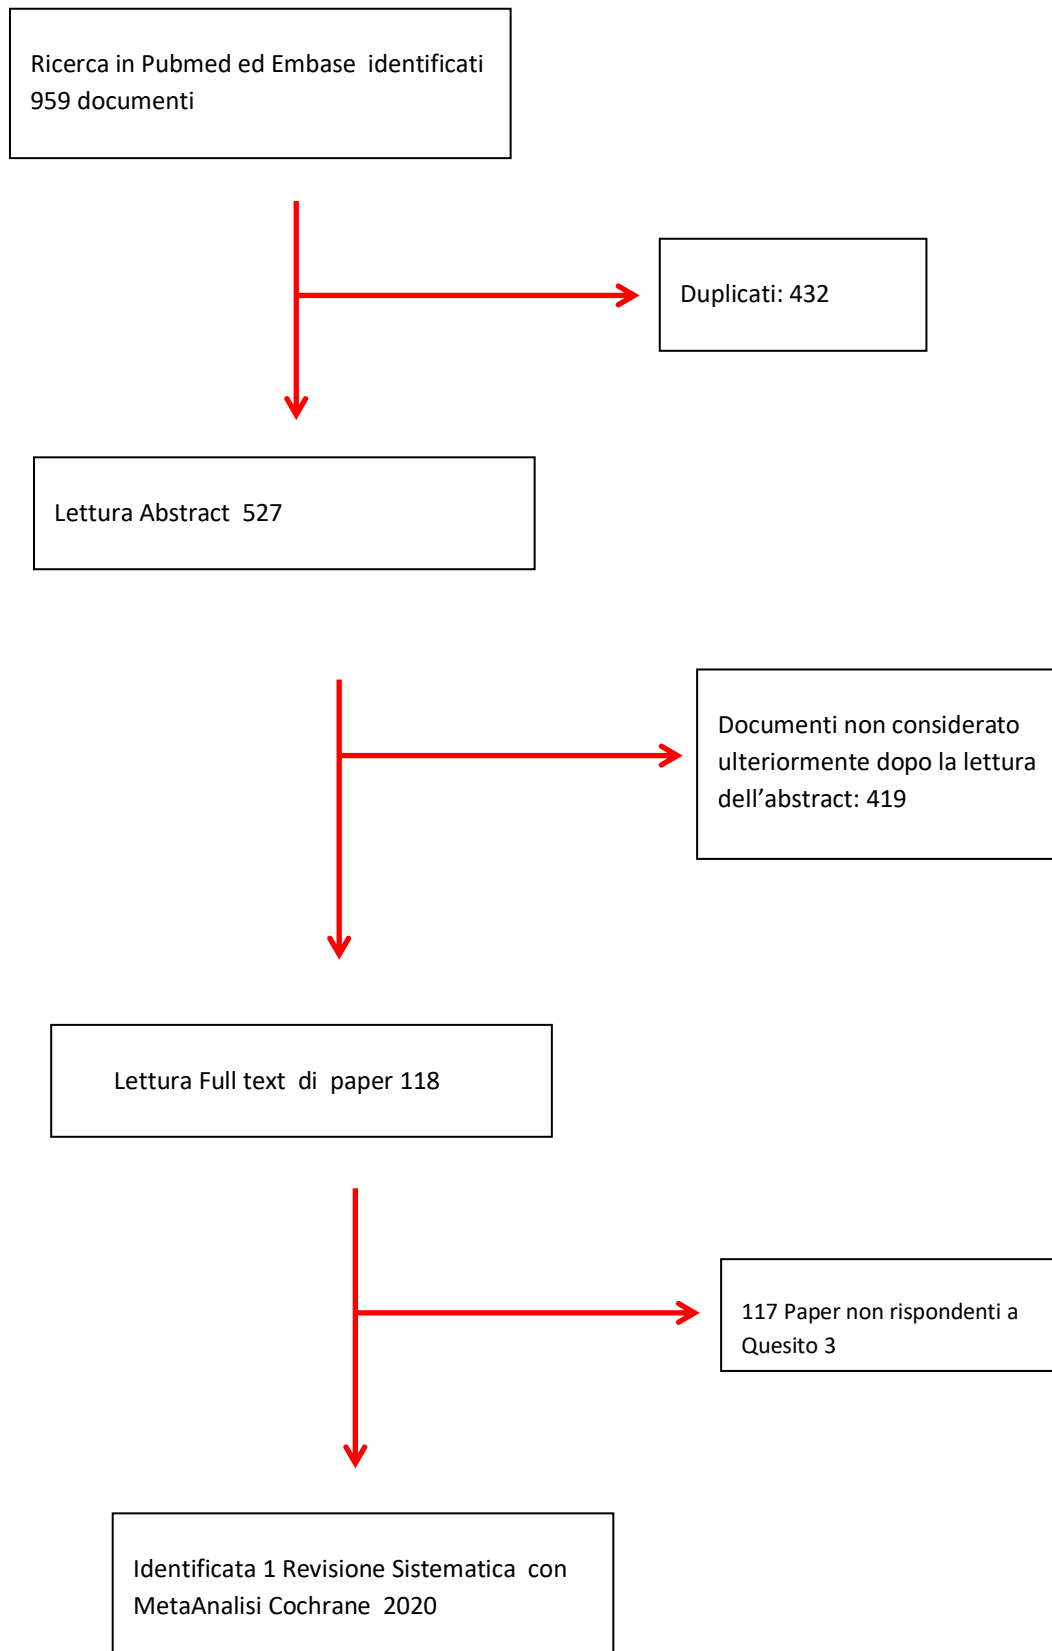 Ricerca in Pubmed ed Embase  identificati
959 documenti
Duplicati: 432
Lettura Abstract  527
Documenti non considerato
ulteriormente dopo la lettura
dell’abstract: 419
Lettura Full text  di  paper 118
117 Paper non rispondenti a
Quesito 3
Identificata 1 Revisione Sistematica  con
MetaAnalisi Cochrane  2020